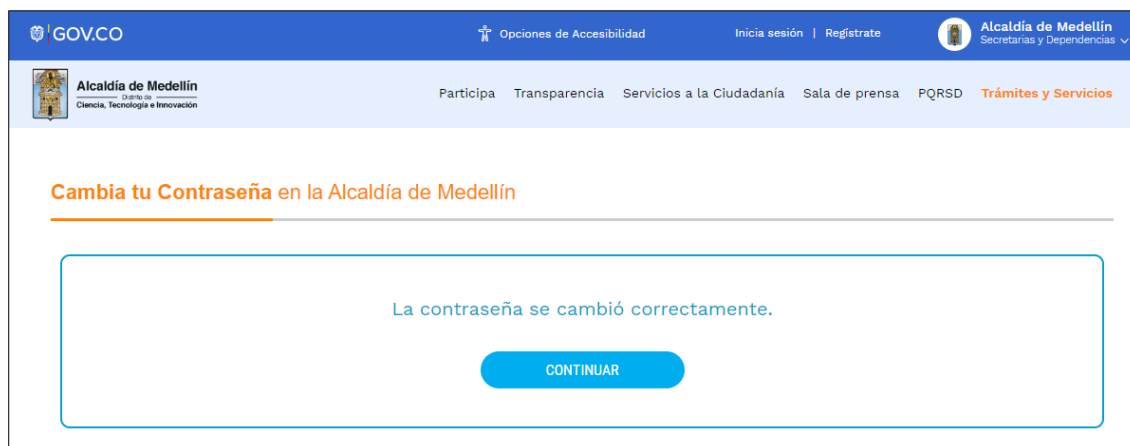 GOV.CO
Opciones de Accesibilidad
Inicia sesión | Regístrate
Alcaldía de Medellín
Secretarías y Dependencias
Alcaldía de Medellín
Distrito de
Ciencia, Tecnología e Innovación
Participa Transparencia Servicios a la Ciudadanía Sala de prensa PQRSD Trámites y Servicios
Cambia tu Contraseña en la Alcaldía de Medellín
La contraseña se cambió correctamente.
CONTINUAR